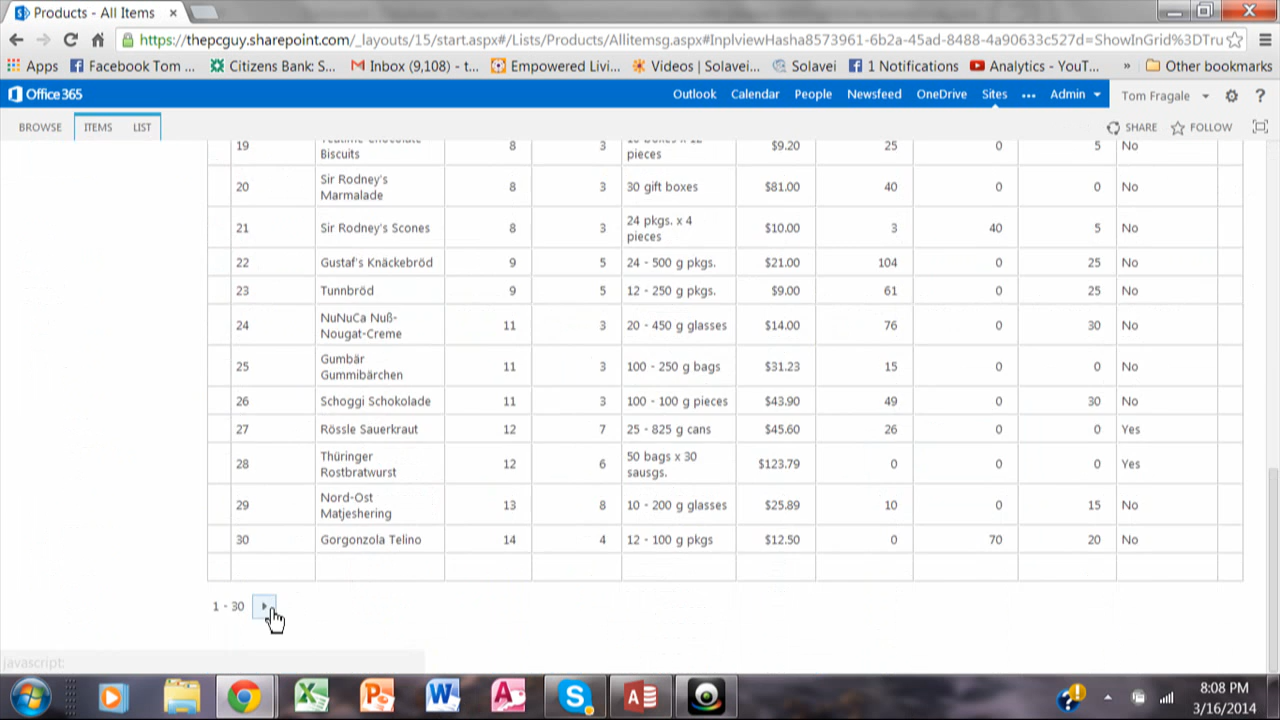 Products - All Items
https://thepcguy.sharepoint.com/_layouts/15/start.aspx#/Lists/Products/Allitemsg.aspx#InplviewHasha8573961-6b2a-45ad-8488-4a90633c527d=ShowInGrid%3DTru
Apps Facebook Tom ... Citizens Bank: S... Inbox (9,108) - t... Empowered Livi... Videos | Solavei... Solavei 1 Notifications Analytics - YouT... » Other bookmarks
Office 365 Outlook Calendar People Newsfeed OneDrive Sites ... Admin Tom Fragale ?
BROWSE ITEMS LIST SHARE FOLLOW
19 Biscuits 8 3 pieces $9.20 25 0 5 No
20 Sir Rodney's Marmalade 8 3 30 gift boxes $81.00 40 0 0 No
21 Sir Rodney's Scones 8 3 24 pkgs. x 4 pieces $10.00 3 40 5 No
22 Gustaf's Knäckebröd 9 5 24 - 500 g pkgs. $21.00 104 0 25 No
23 Tunnbröd 9 5 12 - 250 g pkgs. $9.00 61 0 25 No
24 NuNuCa Nuß-Nougat-Creme 11 3 20 - 450 g glasses $14.00 76 0 30 No
25 Gumbär Gummibärchen 11 3 100 - 250 g bags $31.23 15 0 0 No
26 Schoggi Schokolade 11 3 100 - 100 g pieces $43.90 49 0 30 No
27 Rössle Sauerkraut 12 7 25 - 825 g cans $45.60 26 0 0 Yes
28 Thüringer Rostbratwurst 12 6 50 bags x 30 sausgs. $123.79 0 0 0 Yes
29 Nord-Ost Matjeshering 13 8 10 - 200 g glasses $25.89 10 0 15 No
30 Gorgonzola Telino 14 4 12 - 100 g pkgs $12.50 0 70 20 No
1 - 30
javascript:
8:08 PM
3/16/2014